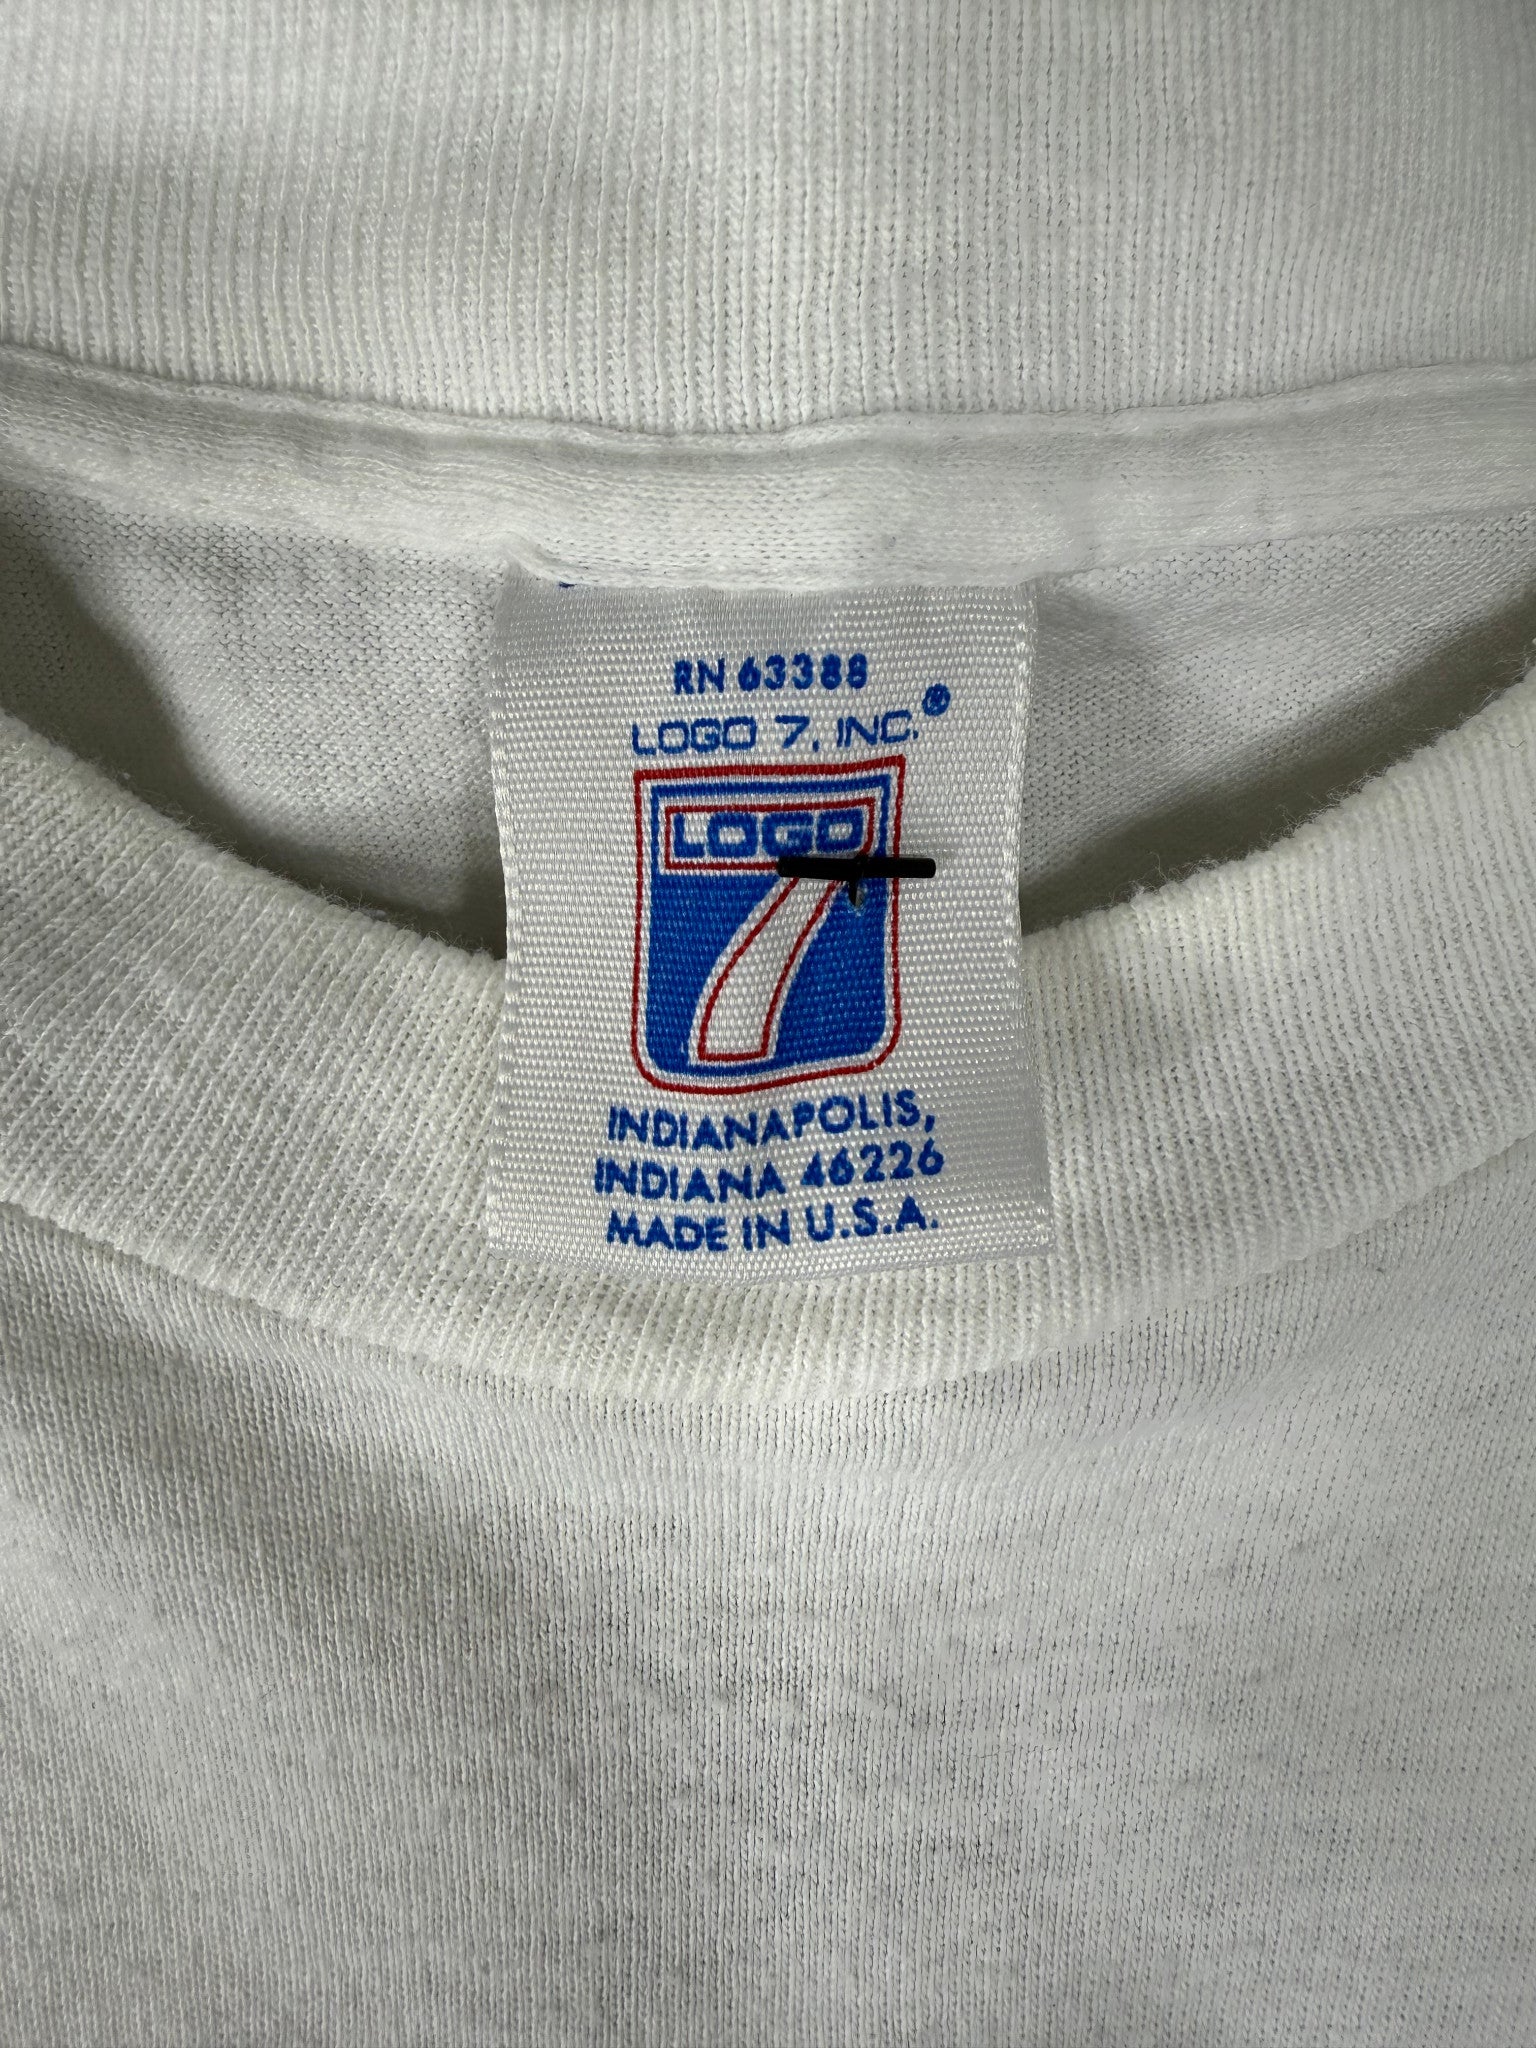 RN 63388
LOGO 7, INC.®
LOGO
7
INDIANAPOLIS,
INDIANA 46226
MADE IN U.S.A.